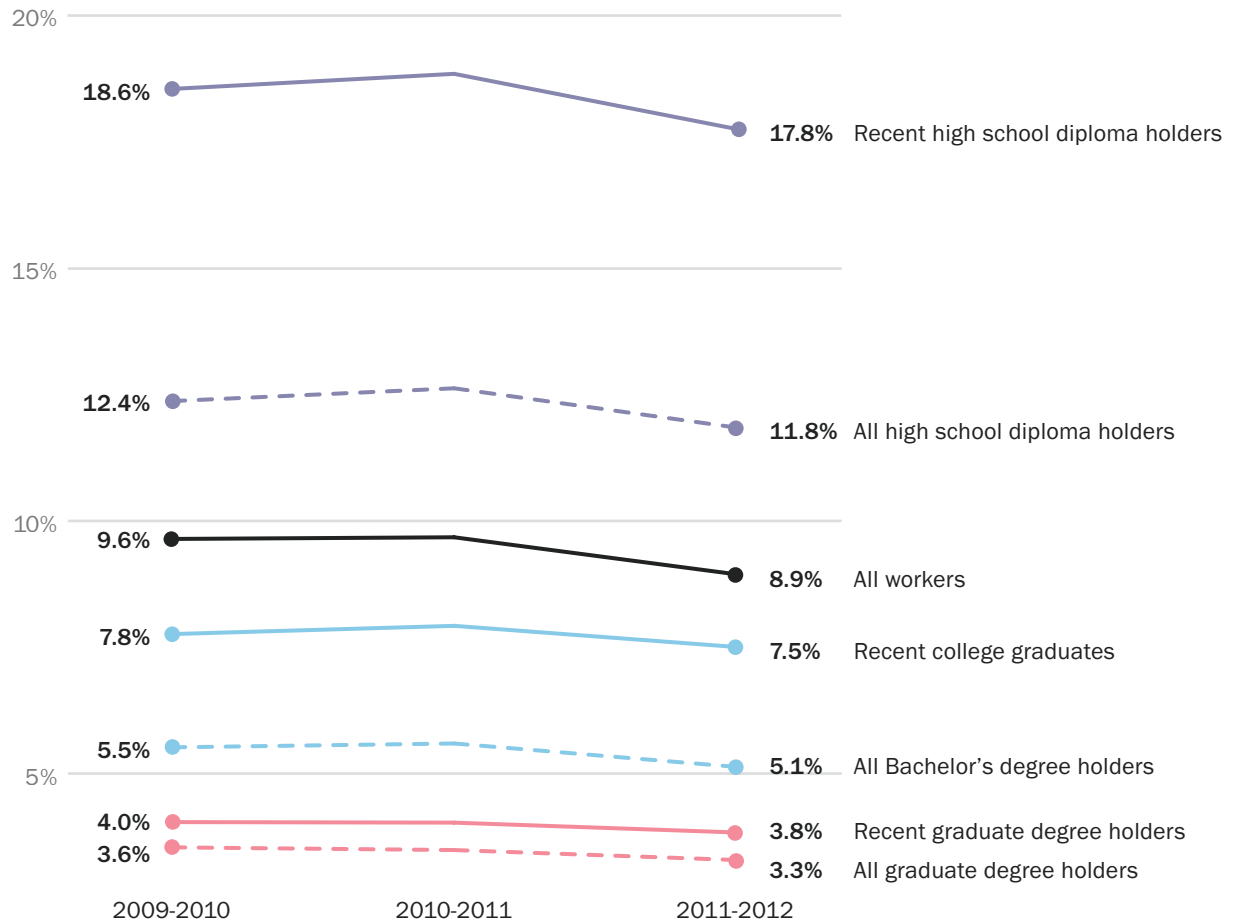 20%
18.6%
17.8% Recent high school diploma holders
15%
12.4%
11.8% All high school diploma holders
10%
9.6%
8.9% All workers
7.8%
7.5% Recent college graduates
5.5%
5.1% All Bachelor’s degree holders
5%
4.0%
3.8% Recent graduate degree holders
3.6%
3.3% All graduate degree holders
2009-2010 2010-2011 2011-2012